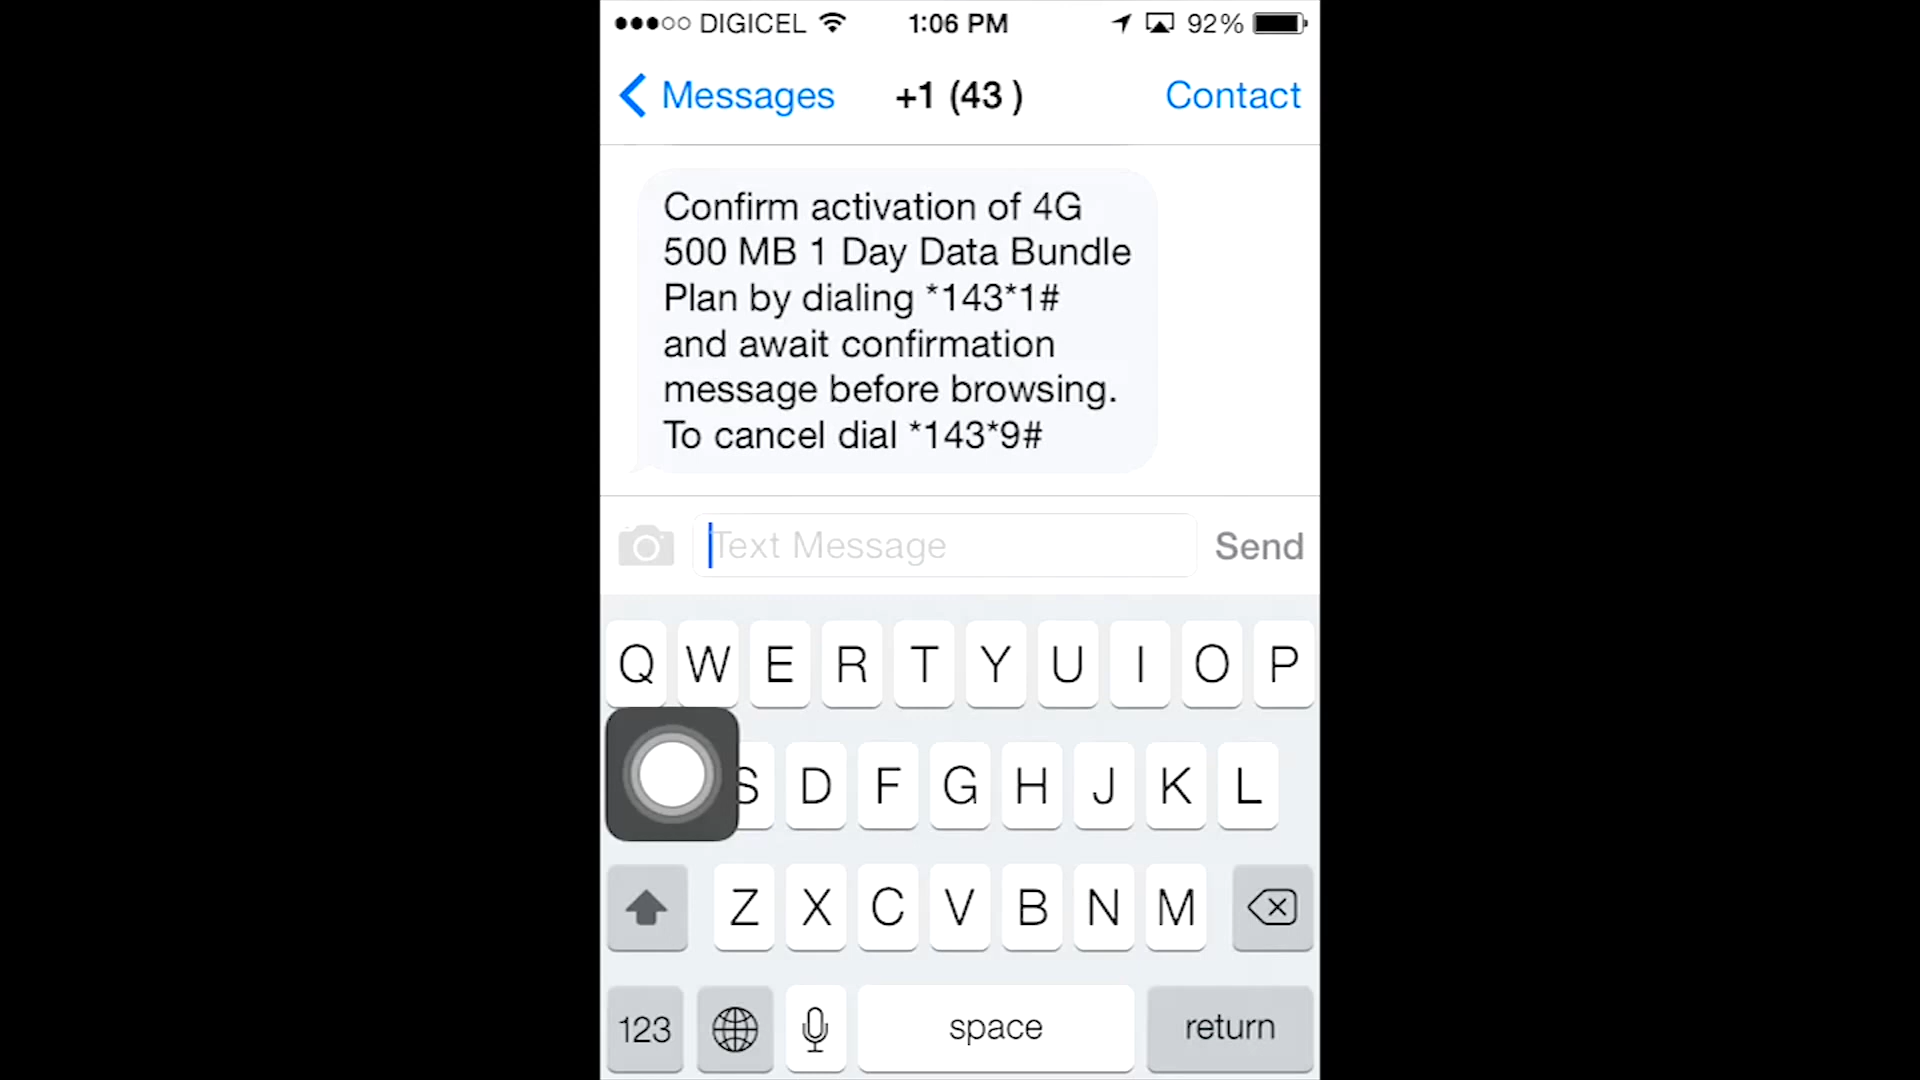 DIGICEL 1:06 PM 92%
Messages +1 (43 ) Contact
Confirm activation of 4G
500 MB 1 Day Data Bundle
Plan by dialing *143*1#
and await confirmation
message before browsing.
To cancel dial *143*9#
Text Message Send
Q W E R T Y U I O P
S D F G H J K L
Z X C V B N M
123 space return